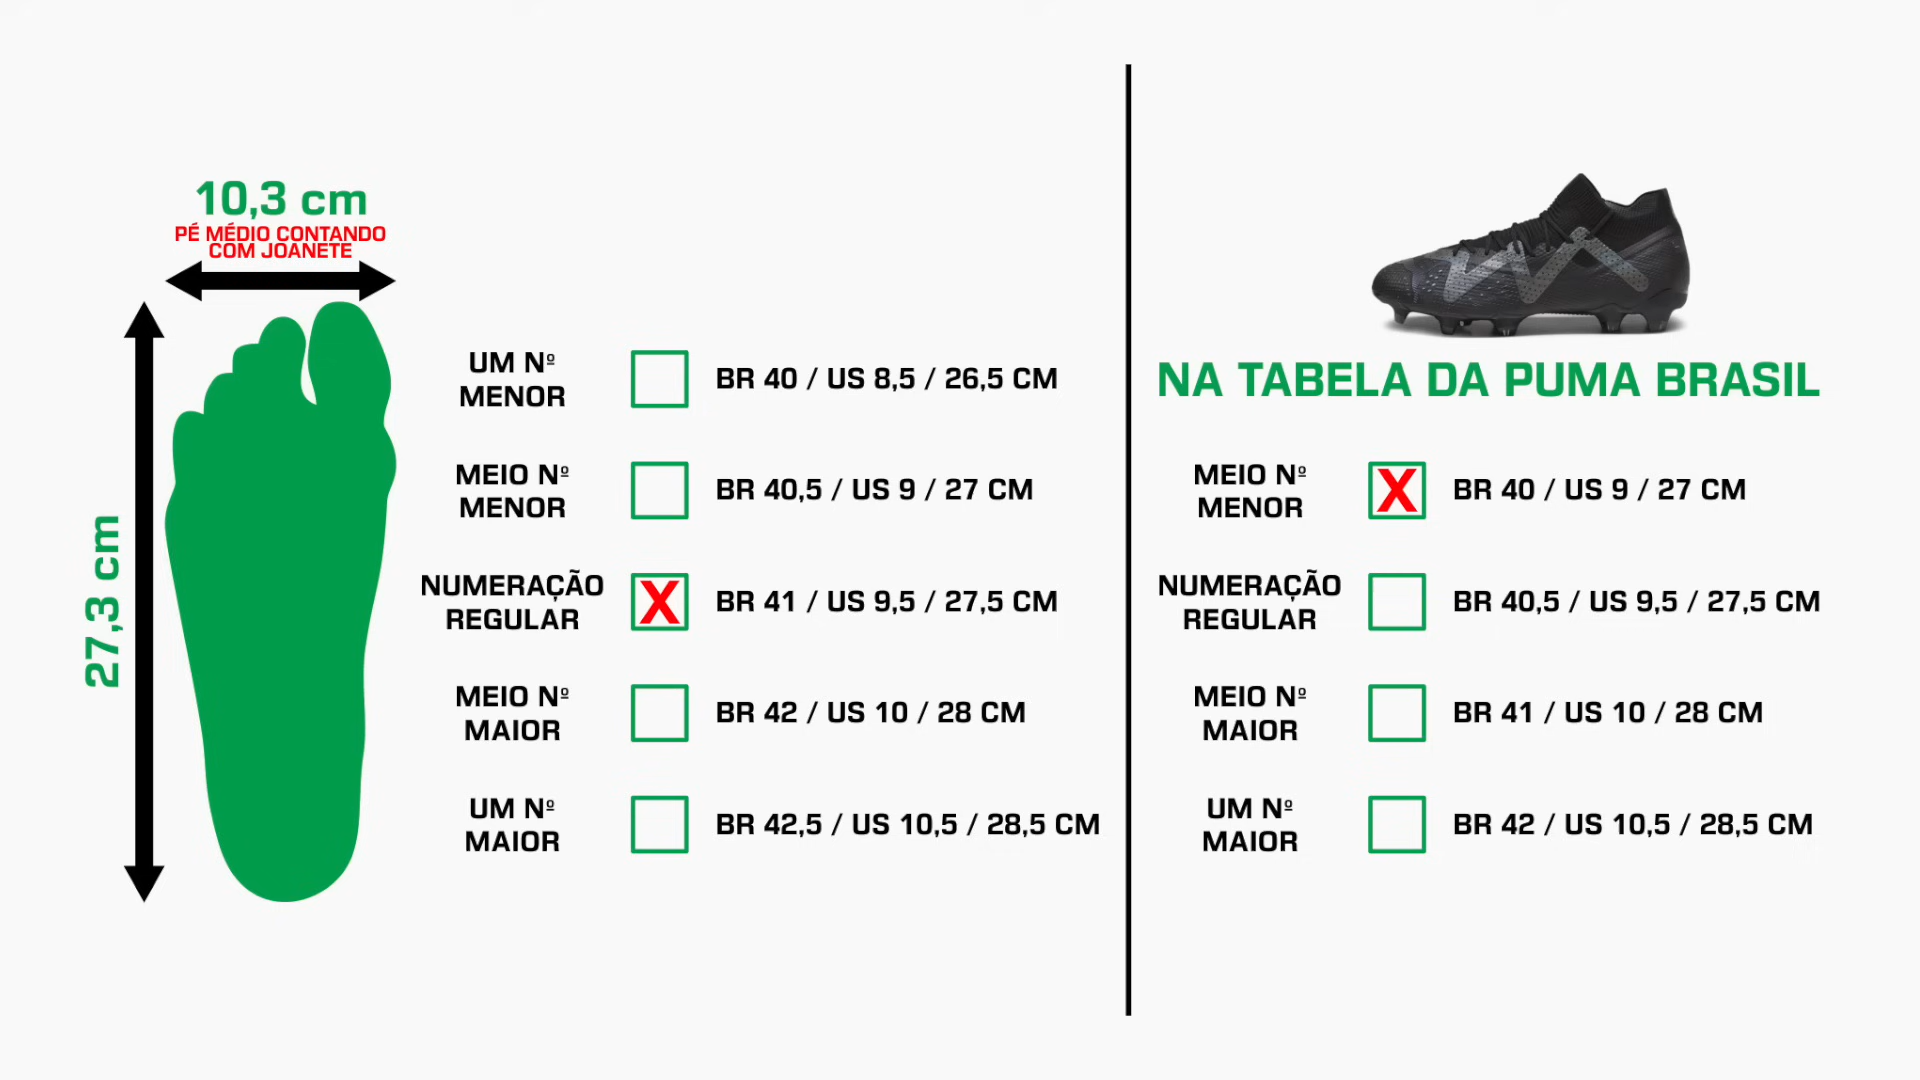 10,3 cm
PÉ MÉDIO CONTANDO
COM JOANETE
27,3 cm
UM Nº
MENOR
BR 40 / US 8,5 / 26,5 CM
MEIO Nº
MENOR
BR 40,5 / US 9 / 27 CM
NUMERAÇÃO
REGULAR
X
BR 41 / US 9,5 / 27,5 CM
MEIO Nº
MAIOR
BR 42 / US 10 / 28 CM
UM Nº
MAIOR
BR 42,5 / US 10,5 / 28,5 CM
NA TABELA DA PUMA BRASIL
MEIO Nº
MENOR
X
BR 40 / US 9 / 27 CM
NUMERAÇÃO
REGULAR
BR 40,5 / US 9,5 / 27,5 CM
MEIO Nº
MAIOR
BR 41 / US 10 / 28 CM
UM Nº
MAIOR
BR 42 / US 10,5 / 28,5 CM